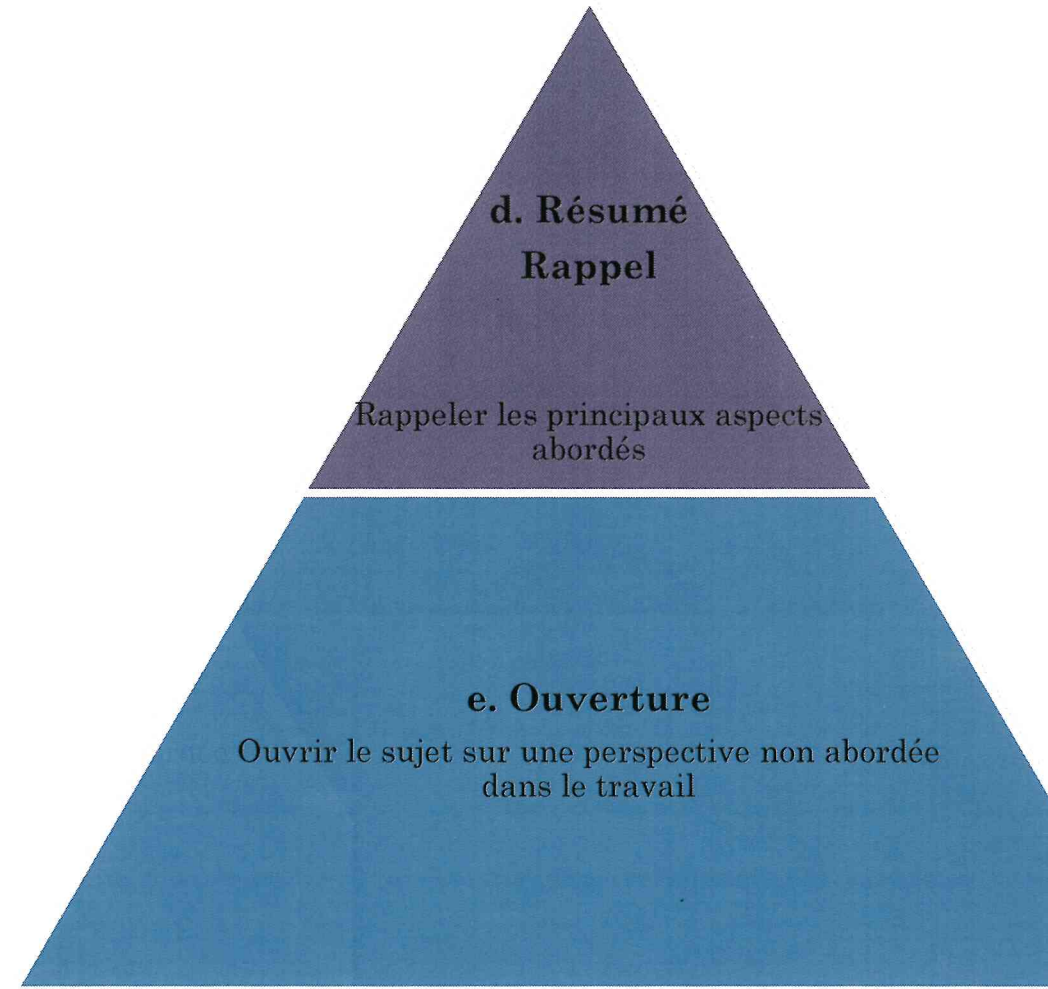 d. Résumé
Rappel
Rappeler les principaux aspects
abordés
e. Ouverture
Ouvrir le sujet sur une perspective non abordée
dans le travail